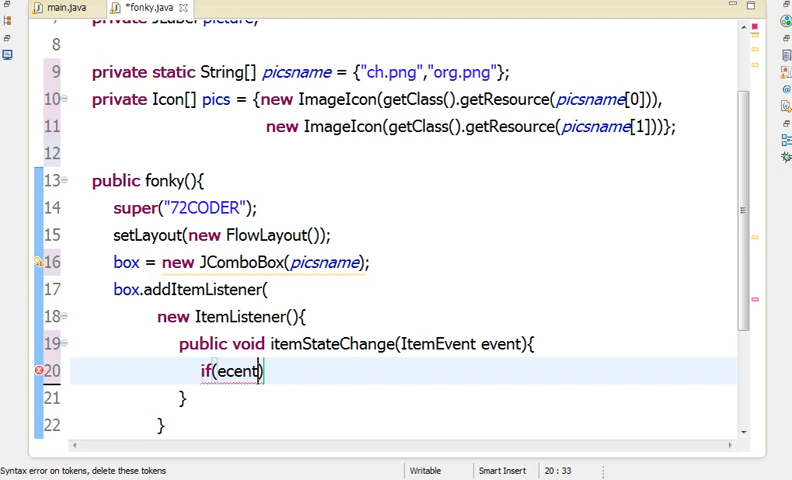 main.java
*fonky.java
private JLabel picture;
8
9 private static String[] picsname = {"ch.png","org.png"};
10 private Icon[] pics = {new ImageIcon(getClass().getResource(picsname[0])),
11 new ImageIcon(getClass().getResource(picsname[1]))};
12
13 public fonky(){
14 super("72CODER");
15 setLayout(new FlowLayout());
16 box = new JComboBox(picsname);
17 box.addItemListener(
18 new ItemListener(){
19 public void itemStateChange(ItemEvent event){
20 if(ecent)
21 }
22 }
Syntax error on tokens, delete these tokens
Writable
Smart Insert
20 : 33